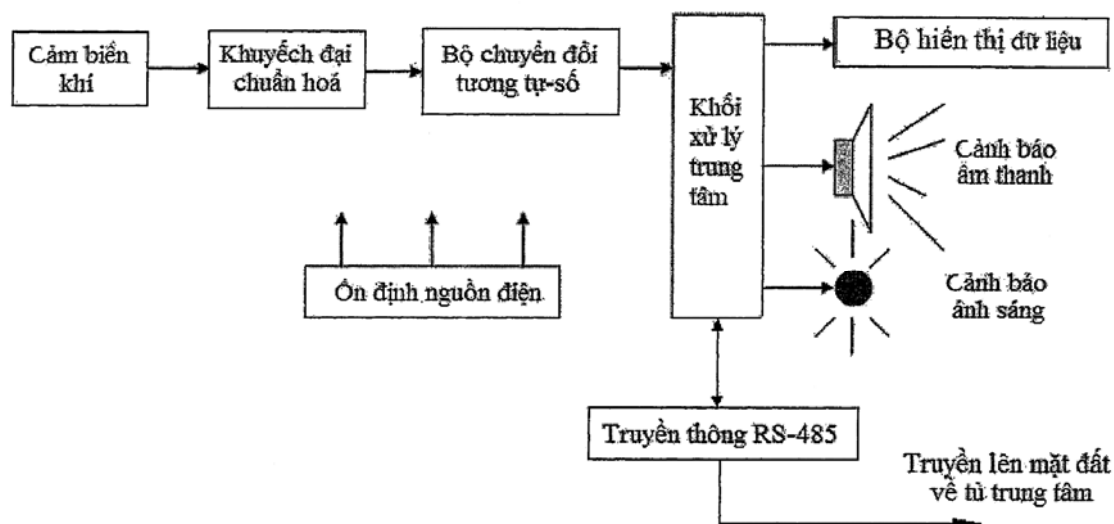 Cảm biến
khí
Khuyếch đại
chuẩn hoá
Bộ chuyển đổi
tương tự-số
Khối
xử lý
trung
tâm
Bộ hiển thị dữ liệu
Cảnh báo
âm thanh
Cảnh báo
ánh sáng
Ổn định nguồn điện
Truyền thông RS-485
Truyền lên mặt đất
về tủ trung tâm